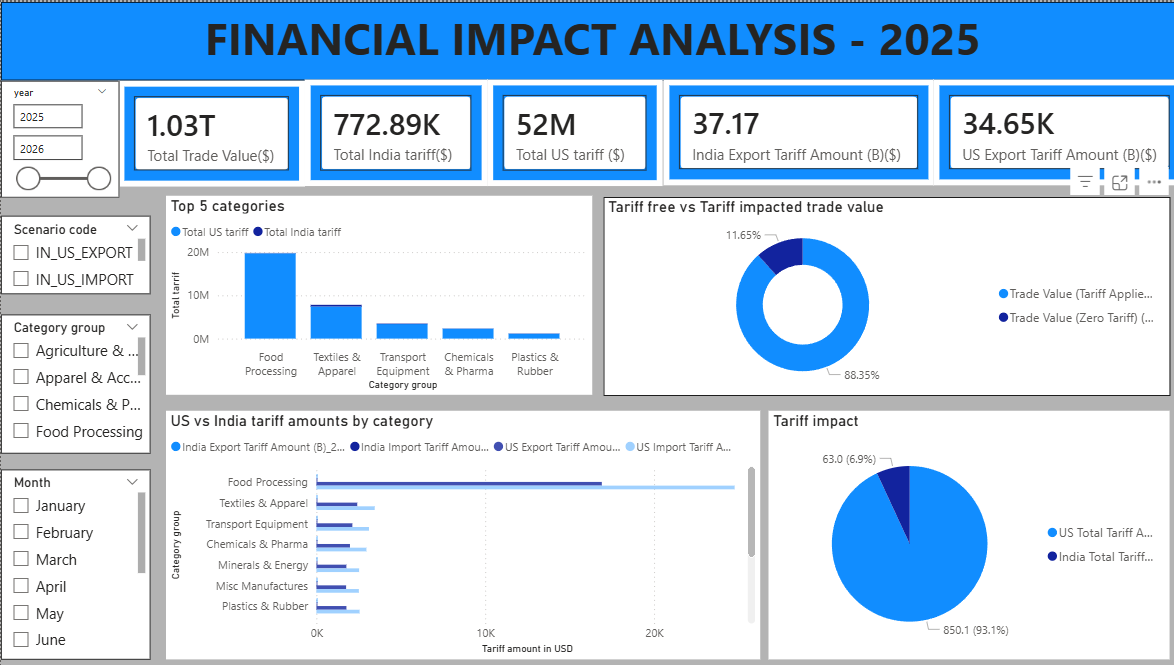 FINANCIAL IMPACT ANALYSIS - 2025
year
2025
2026
1.03T
Total Trade Value($)
772.89K
Total India tariff($)
52M
Total US tariff ($)
37.17
India Export Tariff Amount (B)($)
34.65K
US Export Tariff Amount (B)($)
Scenario code
IN_US_EXPORT
IN_US_IMPORT
Category group
Agriculture & ...
Apparel & Acc...
Chemicals & P...
Food Processing
Month
January
February
March
April
May
June
Top 5 categories
Total US tariff
Total India tariff
Total tarrif
20M
10M
0M
Food Processing
Textiles & Apparel
Transport Equipment
Chemicals & Pharma
Plastics & Rubber
Category group
Tariff free vs Tariff impacted trade value
11.65%
88.35%
Trade Value (Tariff Applie...
Trade Value (Zero Tariff) (...
US vs India tariff amounts by category
India Export Tariff Amount (B)_2...
India Import Tariff Amou...
US Export Tariff Amou...
US Import Tariff A...
Category group
Food Processing
Textiles & Apparel
Transport Equipment
Chemicals & Pharma
Minerals & Energy
Misc Manufactures
Plastics & Rubber
0K
10K
20K
Tariff amount in USD
Tariff impact
63.0 (6.9%)
850.1 (93.1%)
US Total Tariff A...
India Total Tariff...